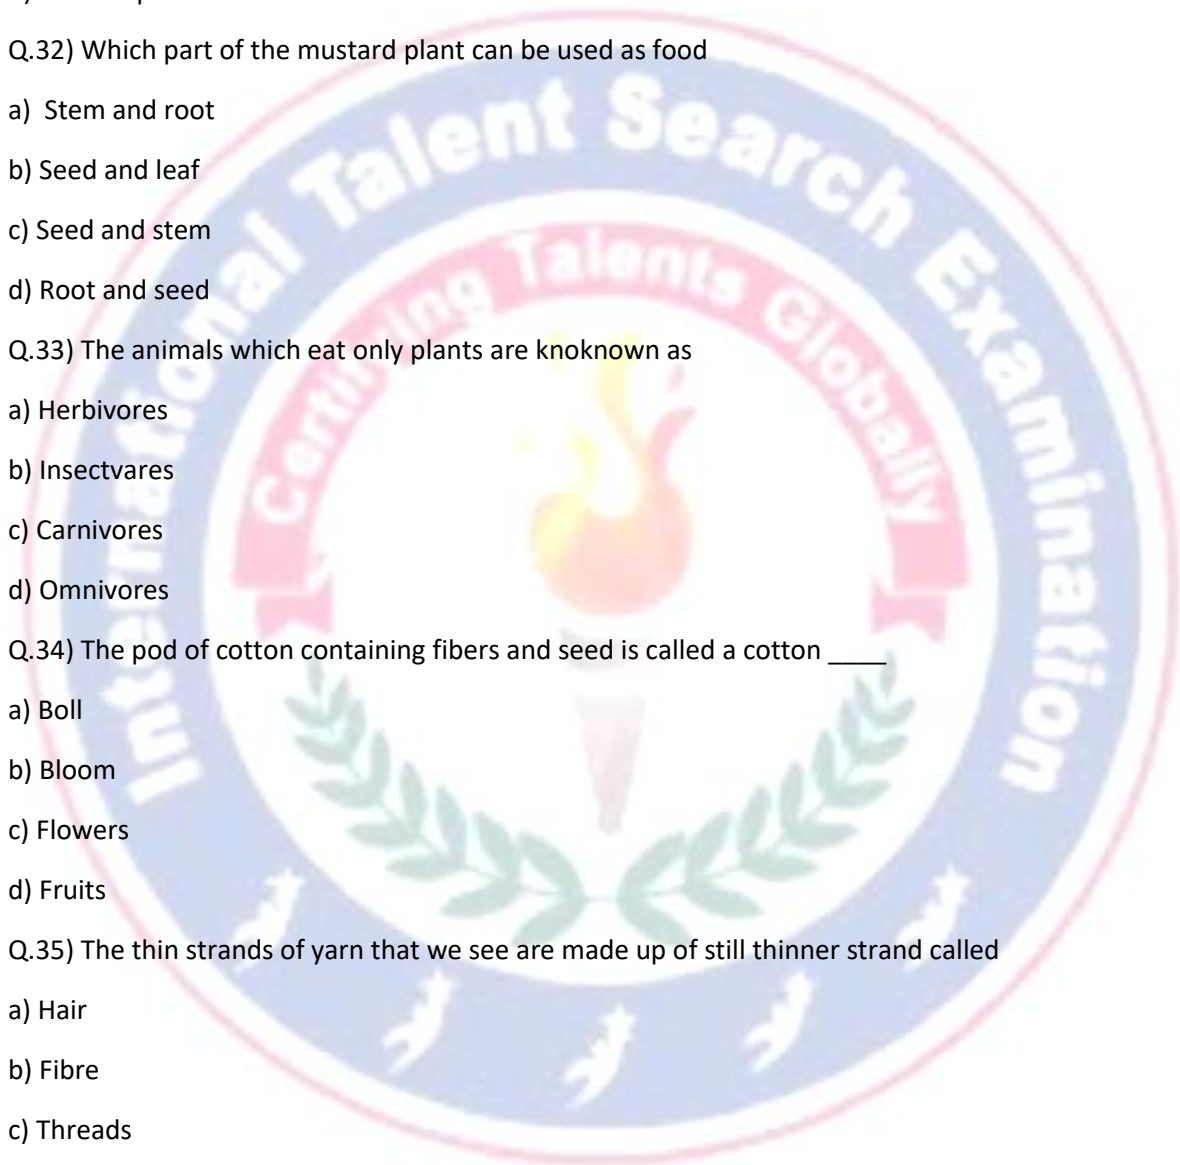 Q.32) Which part of the mustard plant can be used as food
a) Stem and root
b) Seed and leaf
c) Seed and stem
d) Root and seed
Q.33) The animals which eat only plants are knoknown as
a) Herbivores
b) Insectvares
c) Carnivores
d) Omnivores
Q.34) The pod of cotton containing fibers and seed is called a cotton ____
a) Boll
b) Bloom
c) Flowers
d) Fruits
Q.35) The thin strands of yarn that we see are made up of still thinner strand called
a) Hair
b) Fibre
c) Threads
International Talent Search Examination
Certifying Talents Globally